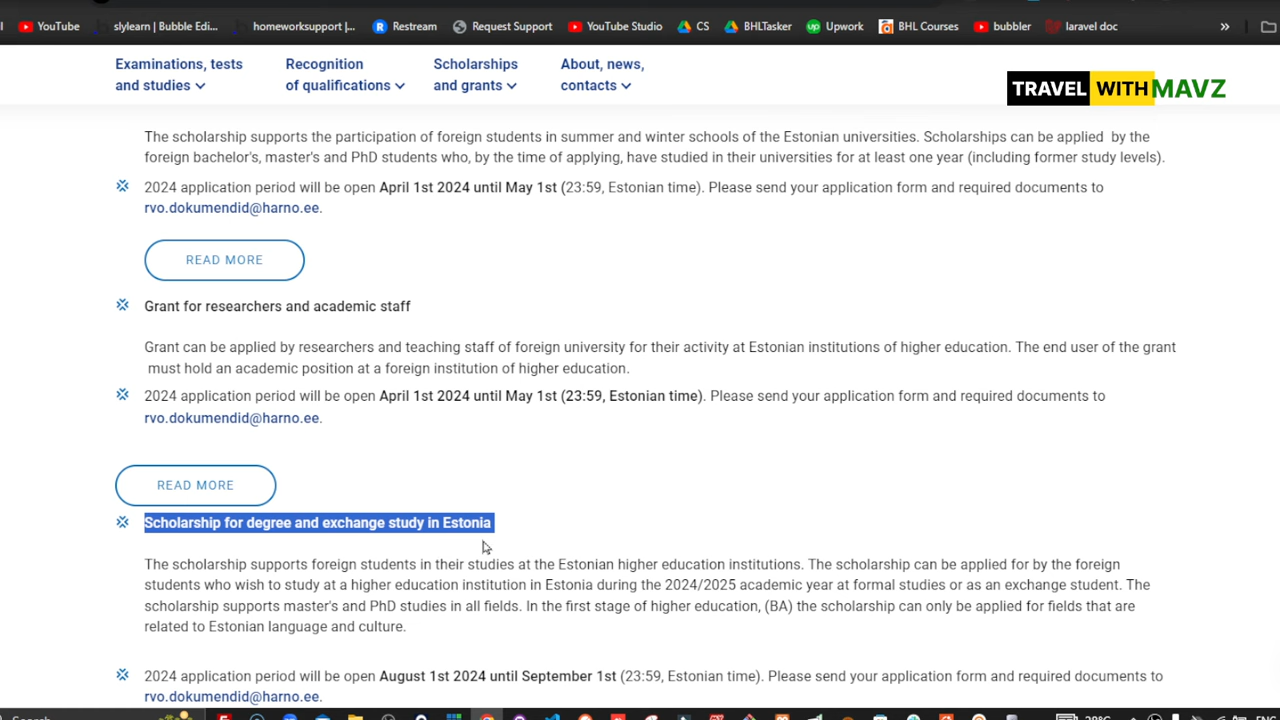 YouTube slylearn | Bubble Edi... homeworksupport |... Restream Request Support YouTube Studio CS BHLTasker Upwork BHL Courses bubbler laravel doc »
Examinations, tests and studies
Recognition of qualifications
Scholarships and grants
About, news, contacts
TRAVEL WITH MAVZ
The scholarship supports the participation of foreign students in summer and winter schools of the Estonian universities. Scholarships can be applied by the
foreign bachelor's, master's and PhD students who, by the time of applying, have studied in their universities for at least one year (including former study levels).
2024 application period will be open April 1st 2024 until May 1st (23:59, Estonian time). Please send your application form and required documents to
rvo.dokumendid@harno.ee.
READ MORE
Grant for researchers and academic staff
Grant can be applied by researchers and teaching staff of foreign university for their activity at Estonian institutions of higher education. The end user of the grant
must hold an academic position at a foreign institution of higher education.
2024 application period will be open April 1st 2024 until May 1st (23:59, Estonian time). Please send your application form and required documents to
rvo.dokumendid@harno.ee.
READ MORE
Scholarship for degree and exchange study in Estonia
The scholarship supports foreign students in their studies at the Estonian higher education institutions. The scholarship can be applied for by the foreign
students who wish to study at a higher education institution in Estonia during the 2024/2025 academic year at formal studies or as an exchange student. The
scholarship supports master's and PhD studies in all fields. In the first stage of higher education, (BA) the scholarship can only be applied for fields that are
related to Estonian language and culture.
2024 application period will be open August 1st 2024 until September 1st (23:59, Estonian time). Please send your application form and required documents to
rvo.dokumendid@harno.ee.